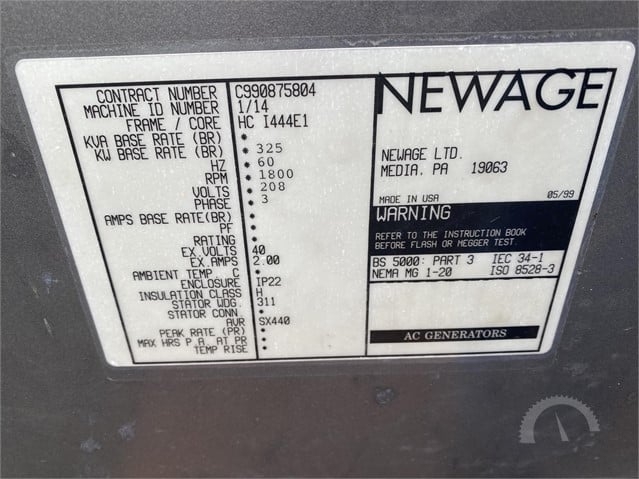 CONTRACT NUMBER C990875804
MACHINE ID NUMBER 1/14
FRAME / CORE HC I444E1
KVA BASE RATE (BR) •
KW BASE RATE (BR) • 325
HZ • 60
RPM • 1800
VOLTS • 208
PHASE • 3
AMPS BASE RATE(BR) •
PF •
RATING •
EX.VOLTS 40
EX.AMPS 2.00
AMBIENT TEMP. C •
ENCLOSURE IP22
INSULATION CLASS H
STATOR WDG. 311
STATOR CONN •
AVR SX440
PEAK RATE (PR) •
MAX HRS P.A. AT PR •
TEMP RISE •
NEWAGE
NEWAGE LTD.
MEDIA, PA 19063
MADE IN USA 05/99
WARNING
REFER TO THE INSTRUCTION BOOK
BEFORE FLASH OR MEGGER TEST.
BS 5000: PART 3 IEC 34-1
NEMA MG 1-20 ISO 8528-3
AC GENERATORS